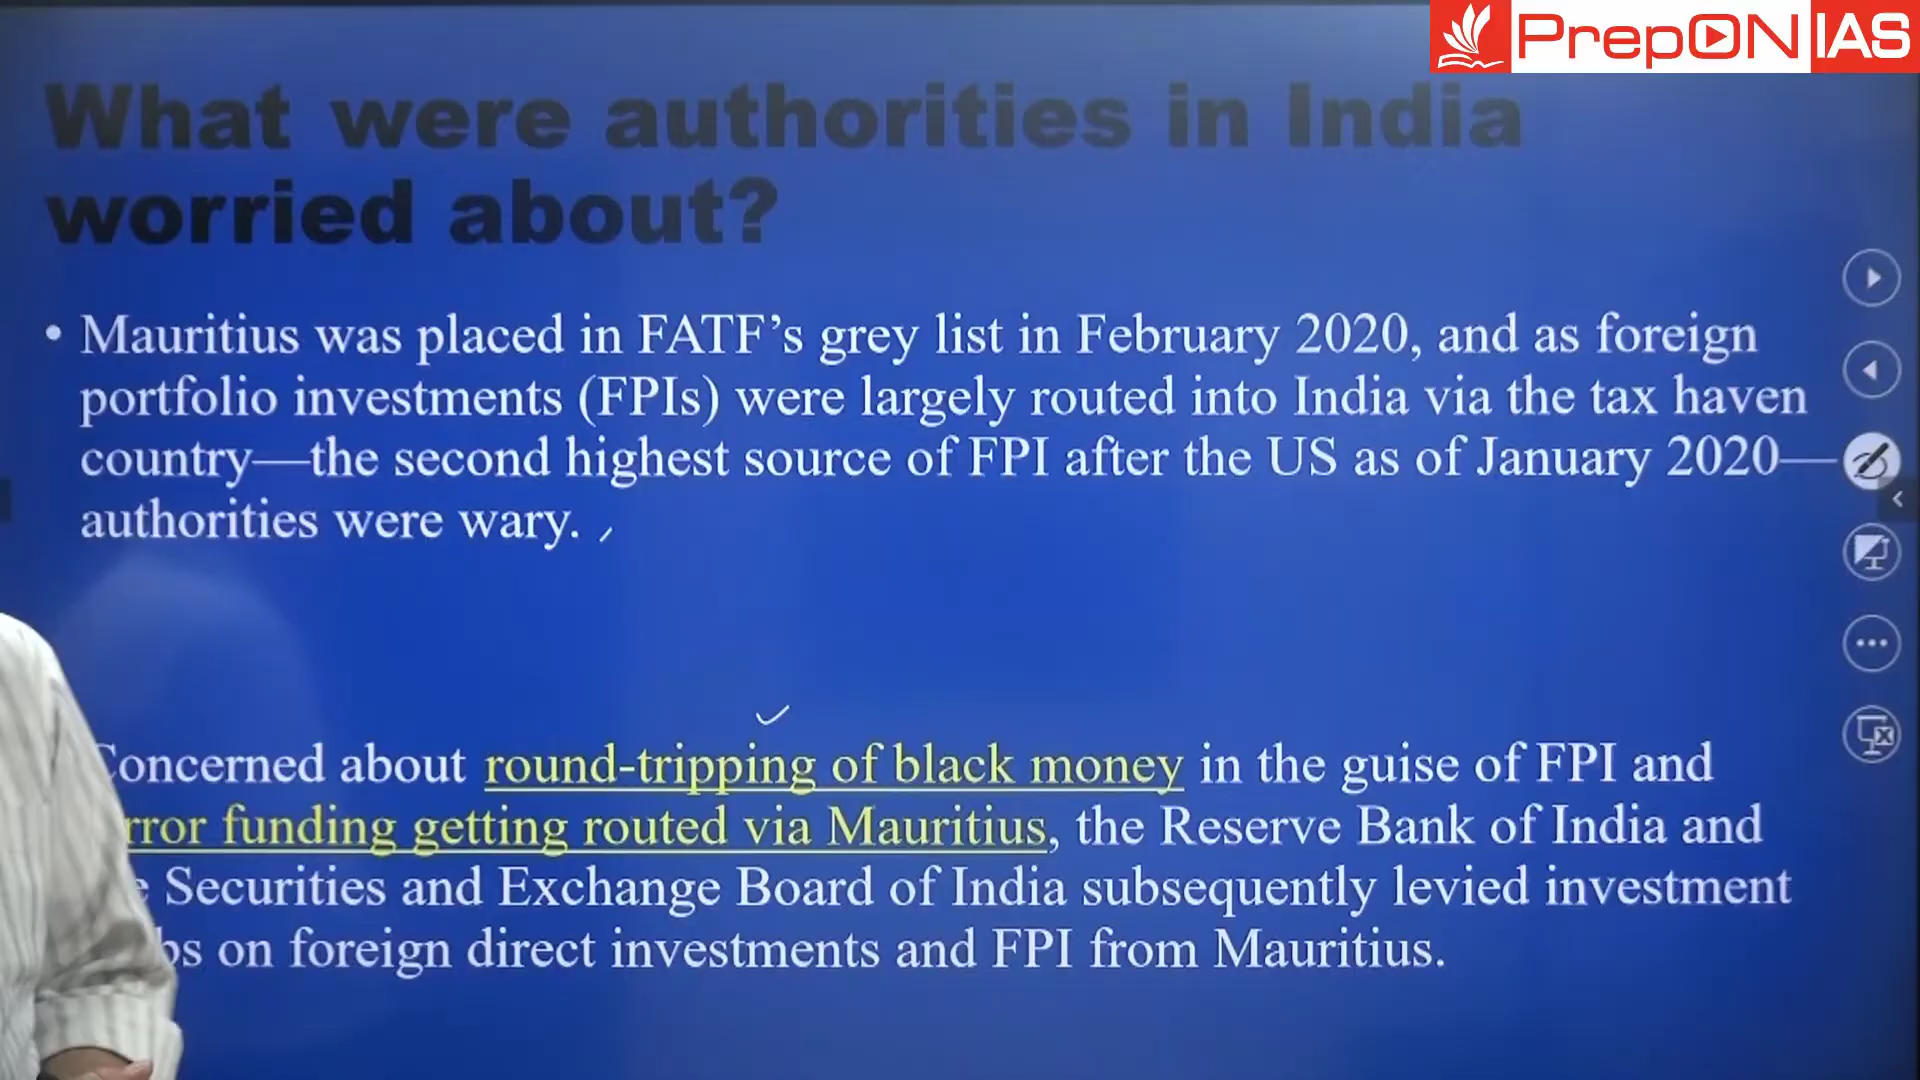 PrepON IAS
What were authorities in India
worried about?
• Mauritius was placed in FATF’s grey list in February 2020, and as foreign
portfolio investments (FPIs) were largely routed into India via the tax haven
country—the second highest source of FPI after the US as of January 2020—
authorities were wary.
Concerned about round-tripping of black money in the guise of FPI and
funding getting routed via Mauritius, the Reserve Bank of India and
Securities and Exchange Board of India subsequently levied investment
on foreign direct investments and FPI from Mauritius.